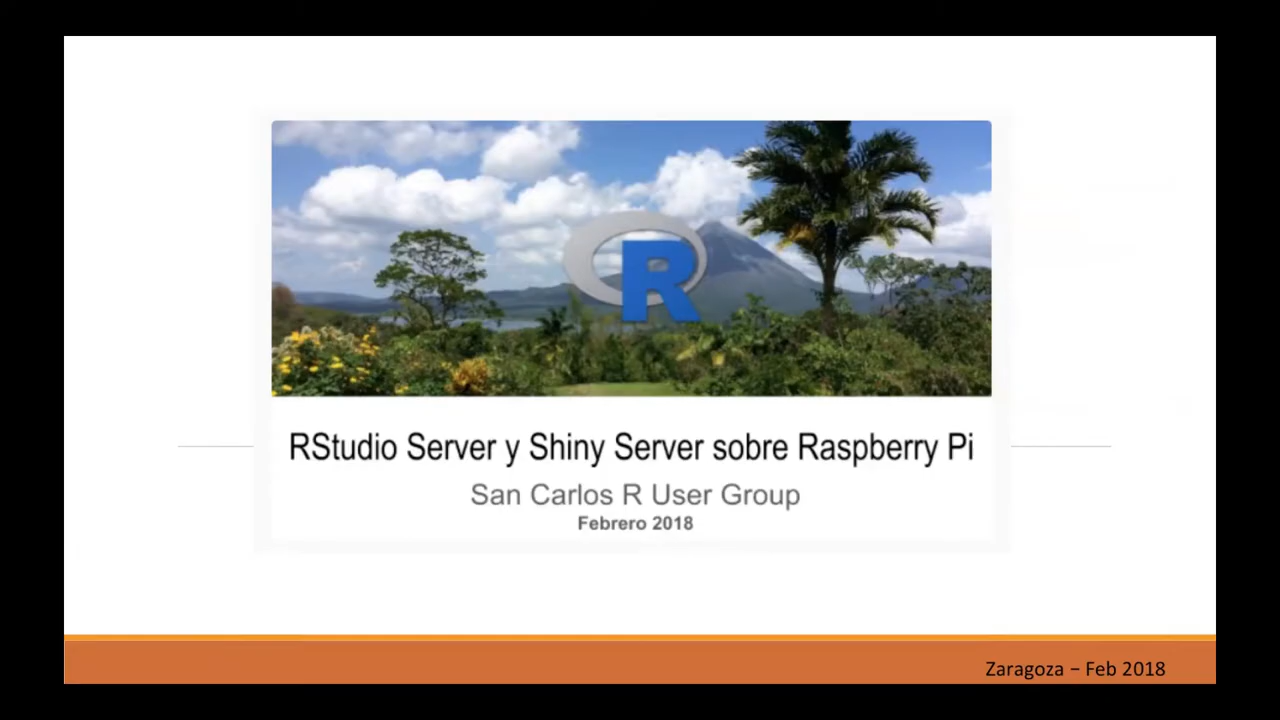 R
RStudio Server y Shiny Server sobre Raspberry Pi
San Carlos R User Group
Febrero 2018
Zaragoza – Feb 2018